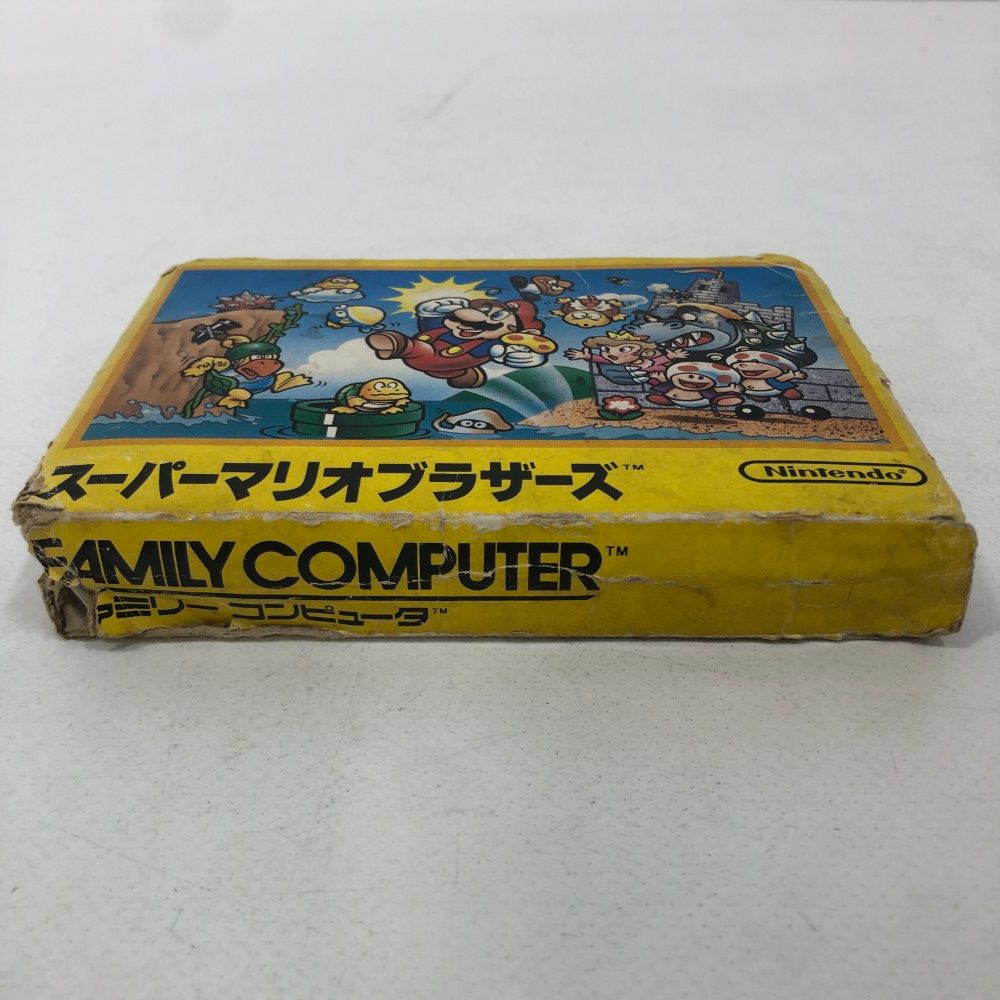 スーパーマリオブラザーズ™
Nintendo®
FAMILY COMPUTER™
ファミリー コンピュータ™